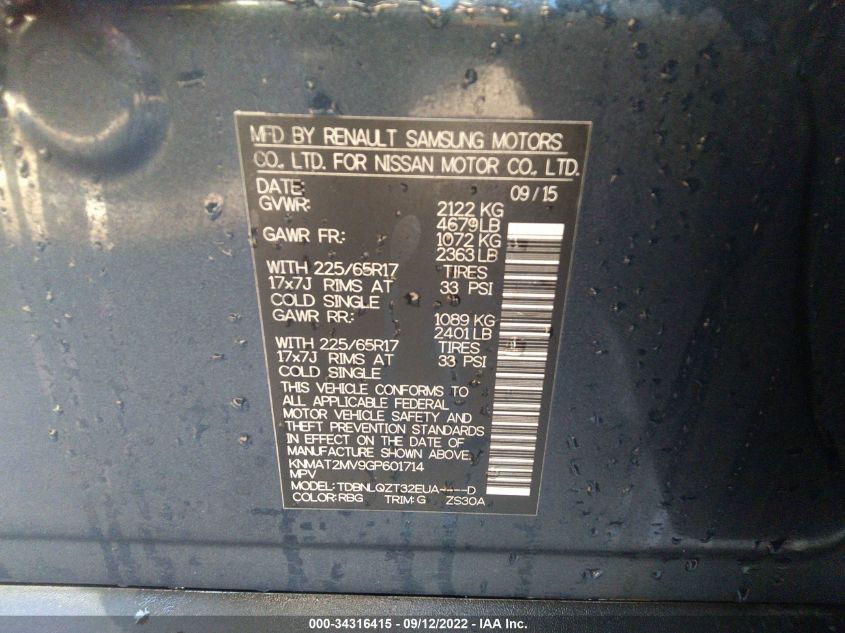 MFD BY RENAULT SAMSUNG MOTORS
CO., LTD. FOR NISSAN MOTOR CO., LTD.
DATE: 09/15
GVWR: 2122 KG
4679LB
GAWR FR: 1072 KG
2363 LB
WITH 225/65R17 TIRES
17x7J RIMS AT 33 PSI
COLD SINGLE
GAWR RR: 1089 KG
2401 LB
WITH 225/65R17 TIRES
17x7J RIMS AT 33 PSI
COLD SINGLE
THIS VEHICLE CONFORMS TO
ALL APPLICABLE FEDERAL
MOTOR VEHICLE SAFETY AND
THEFT PREVENTION STANDARDS
IN EFFECT ON THE DATE OF
MANUFACTURE SHOWN ABOVE.
KNMAT2MV9GP601714
MPV
MODEL: TDBNLQZT32EUA----D
COLOR: RBG TRIM: G ZS30A
000-34316415 - 09/12/2022 - IAA Inc.